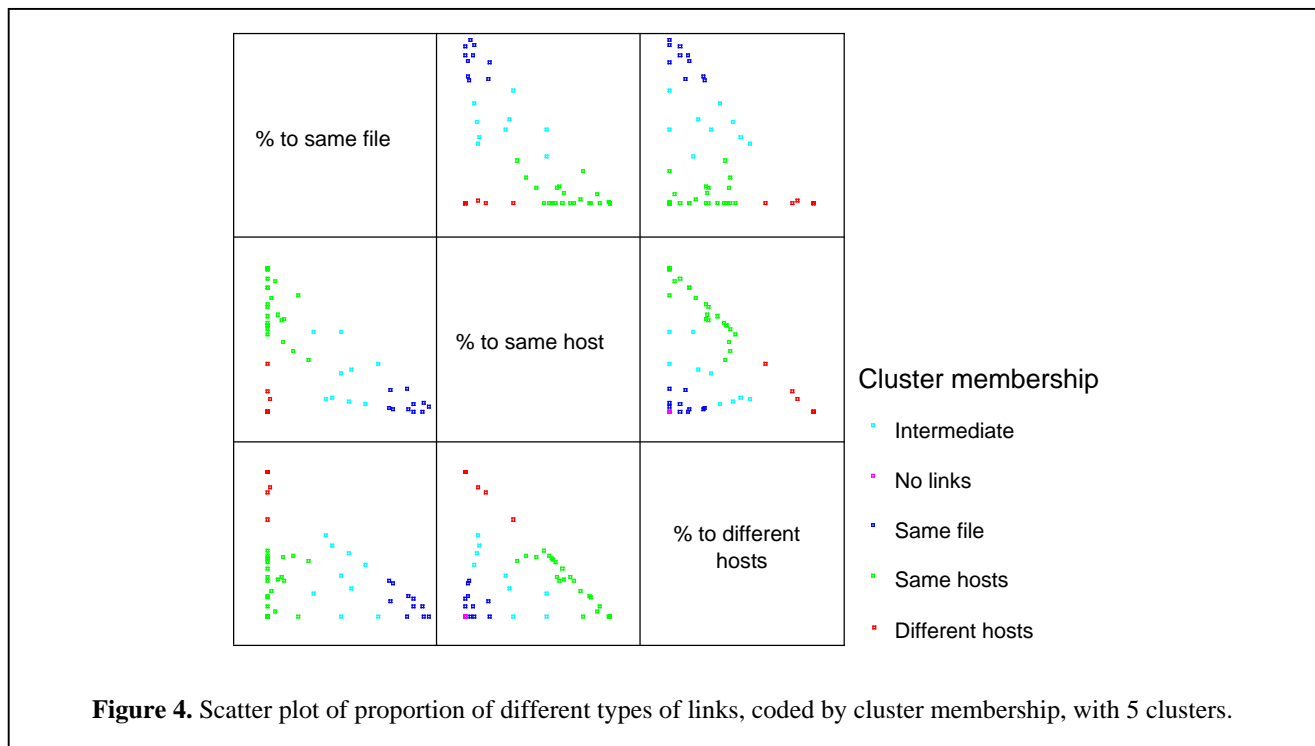 % to same file
% to same host
% to different
hosts
Cluster membership
Intermediate
No links
Same file
Same hosts
Different hosts
Figure 4. Scatter plot of proportion of different types of links, coded by cluster membership, with 5 clusters.